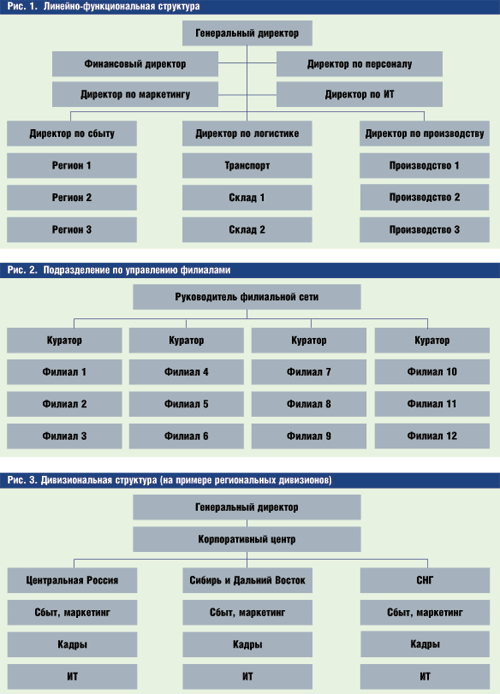 Рис. 1. Линейно-функциональная структура
Генеральный директор
Финансовый директор
Директор по персоналу
Директор по маркетингу
Директор по ИТ
Директор по сбыту
Директор по логистике
Директор по производству
Регион 1
Транспорт
Производство 1
Регион 2
Склад 1
Производство 2
Регион 3
Склад 2
Производство 3
Рис. 2. Подразделение по управлению филиалами
Руководитель филиальной сети
Куратор
Куратор
Куратор
Куратор
Филиал 1
Филиал 4
Филиал 7
Филиал 10
Филиал 2
Филиал 5
Филиал 8
Филиал 11
Филиал 3
Филиал 6
Филиал 9
Филиал 12
Рис. 3. Дивизиональная структура (на примере региональных дивизионов)
Генеральный директор
Корпоративный центр
Центральная Россия
Сибирь и Дальний Восток
СНГ
Сбыт, маркетинг
Сбыт, маркетинг
Сбыт, маркетинг
Кадры
Кадры
Кадры
ИТ
ИТ
ИТ